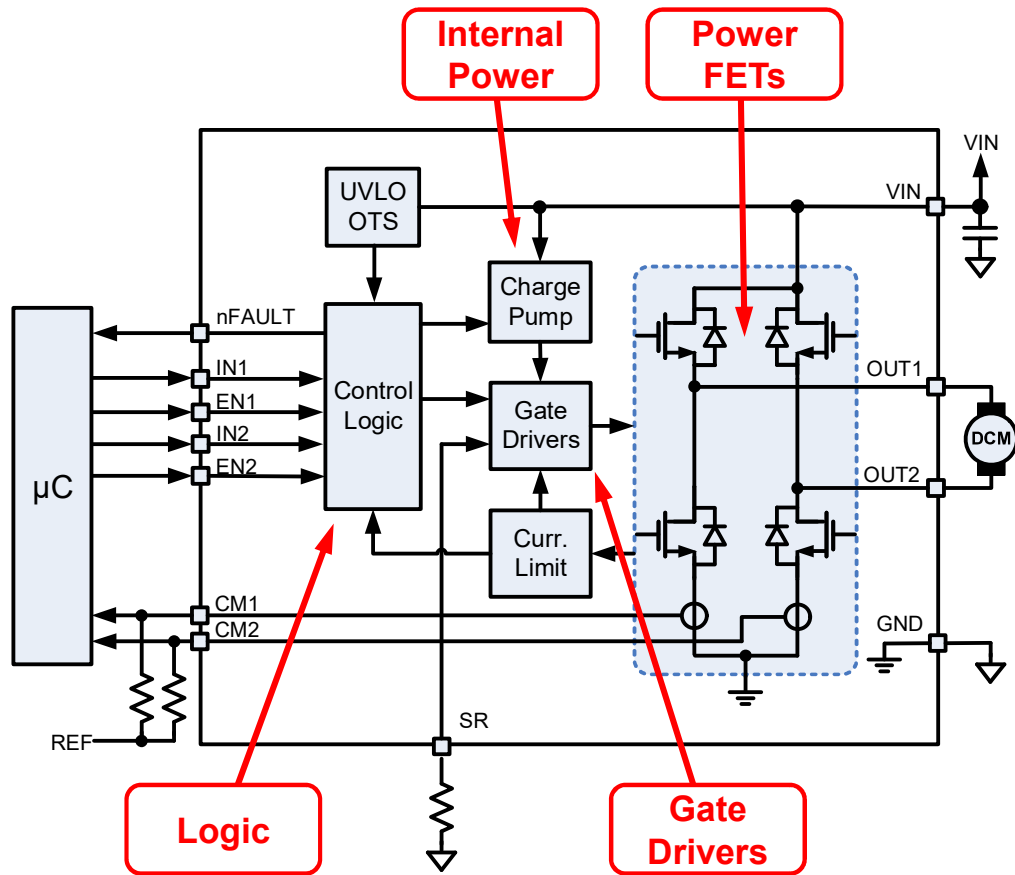 Internal
Power
Power
FETs
VIN
UVLO
OTS
VIN
Charge
Pump
nFAULT
IN1
EN1
IN2
EN2
Control
Logic
Gate
Drivers
OUT1
DCM
OUT2
µC
Curr.
Limit
CM1
CM2
GND
SR
REF
Logic
Gate
Drivers